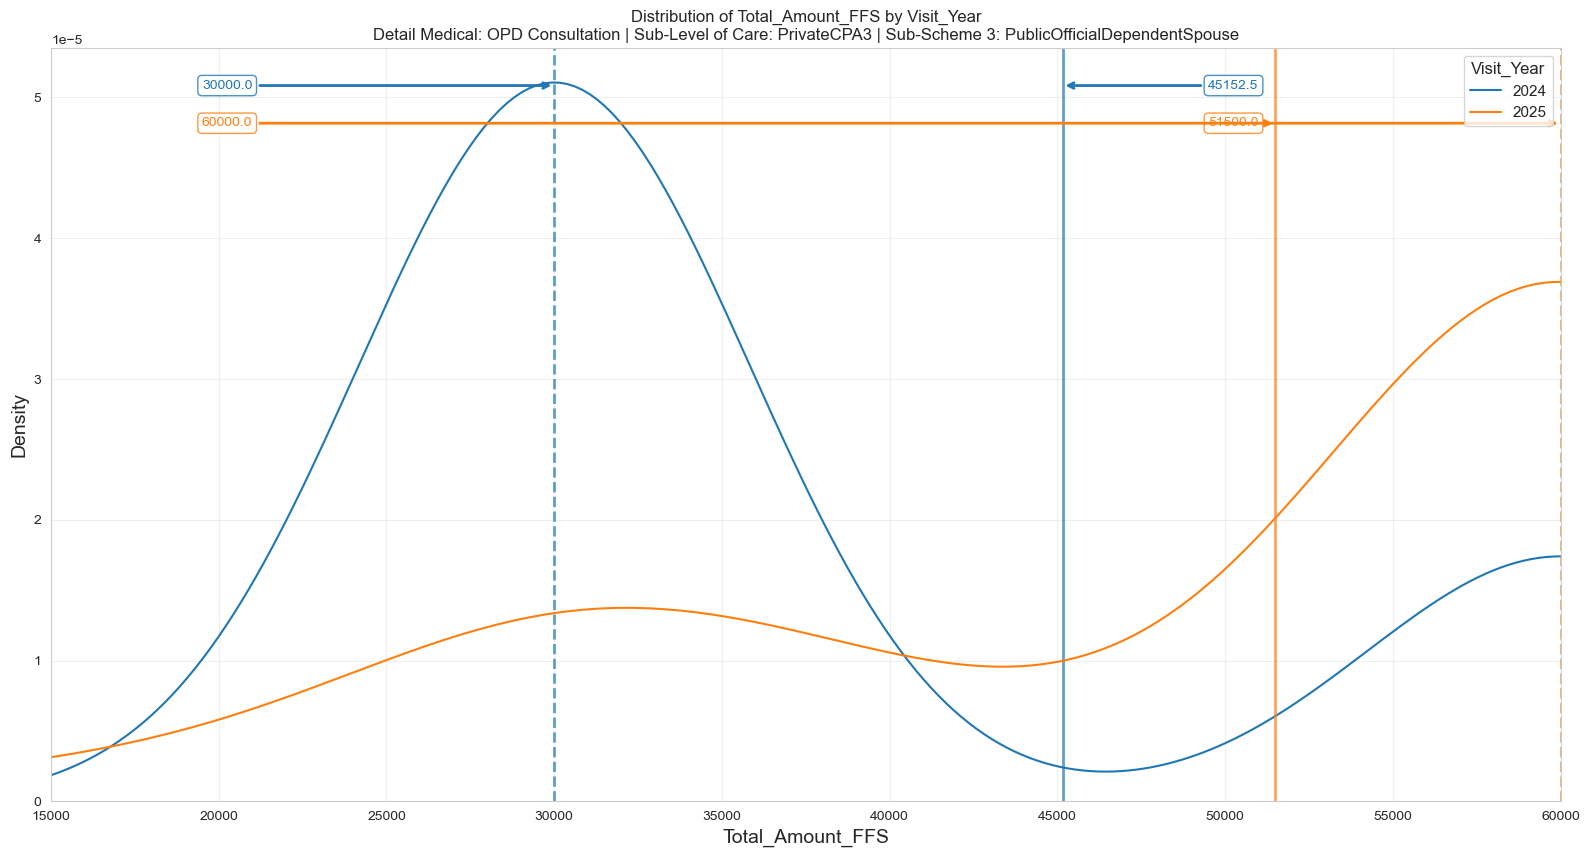 Distribution of Total_Amount_FFS by Visit_Year
Detail Medical: OPD Consultation | Sub-Level of Care: PrivateCPA3 | Sub-Scheme 3: PublicOfficialDependentSpouse
1e−5
Visit_Year
2024
2025
30000.0
45152.5
60000.0
51500.0
5
4
3
2
1
0
Density
15000 20000 25000 30000 35000 40000 45000 50000 55000 60000
Total_Amount_FFS